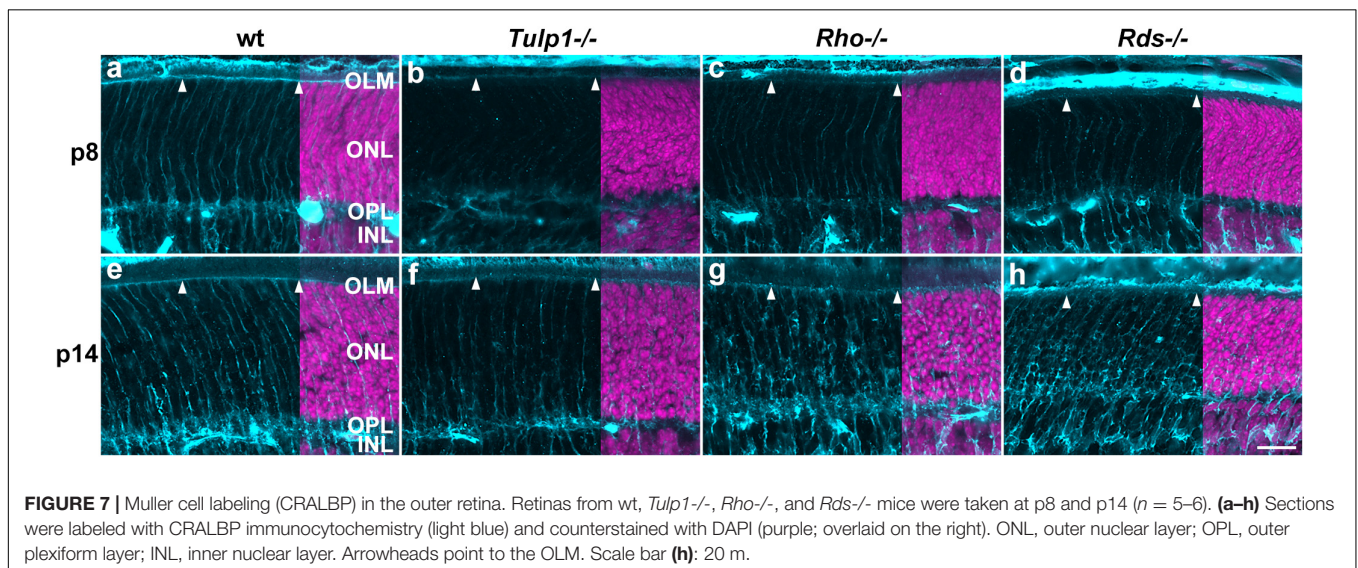 wt Tulp1-/- Rho-/- Rds-/-
a b c d
OLM
p8
ONL
OPL
INL
e f g h
OLM
p14
ONL
OPL
INL
FIGURE 7 | Muller cell labeling (CRALBP) in the outer retina. Retinas from wt, Tulp1-/-, Rho-/-, and Rds-/- mice were taken at p8 and p14 (n = 5–6). (a–h) Sections
were labeled with CRALBP immunocytochemistry (light blue) and counterstained with DAPI (purple; overlaid on the right). ONL, outer nuclear layer; OPL, outer
plexiform layer; INL, inner nuclear layer. Arrowheads point to the OLM. Scale bar (h): 20 m.